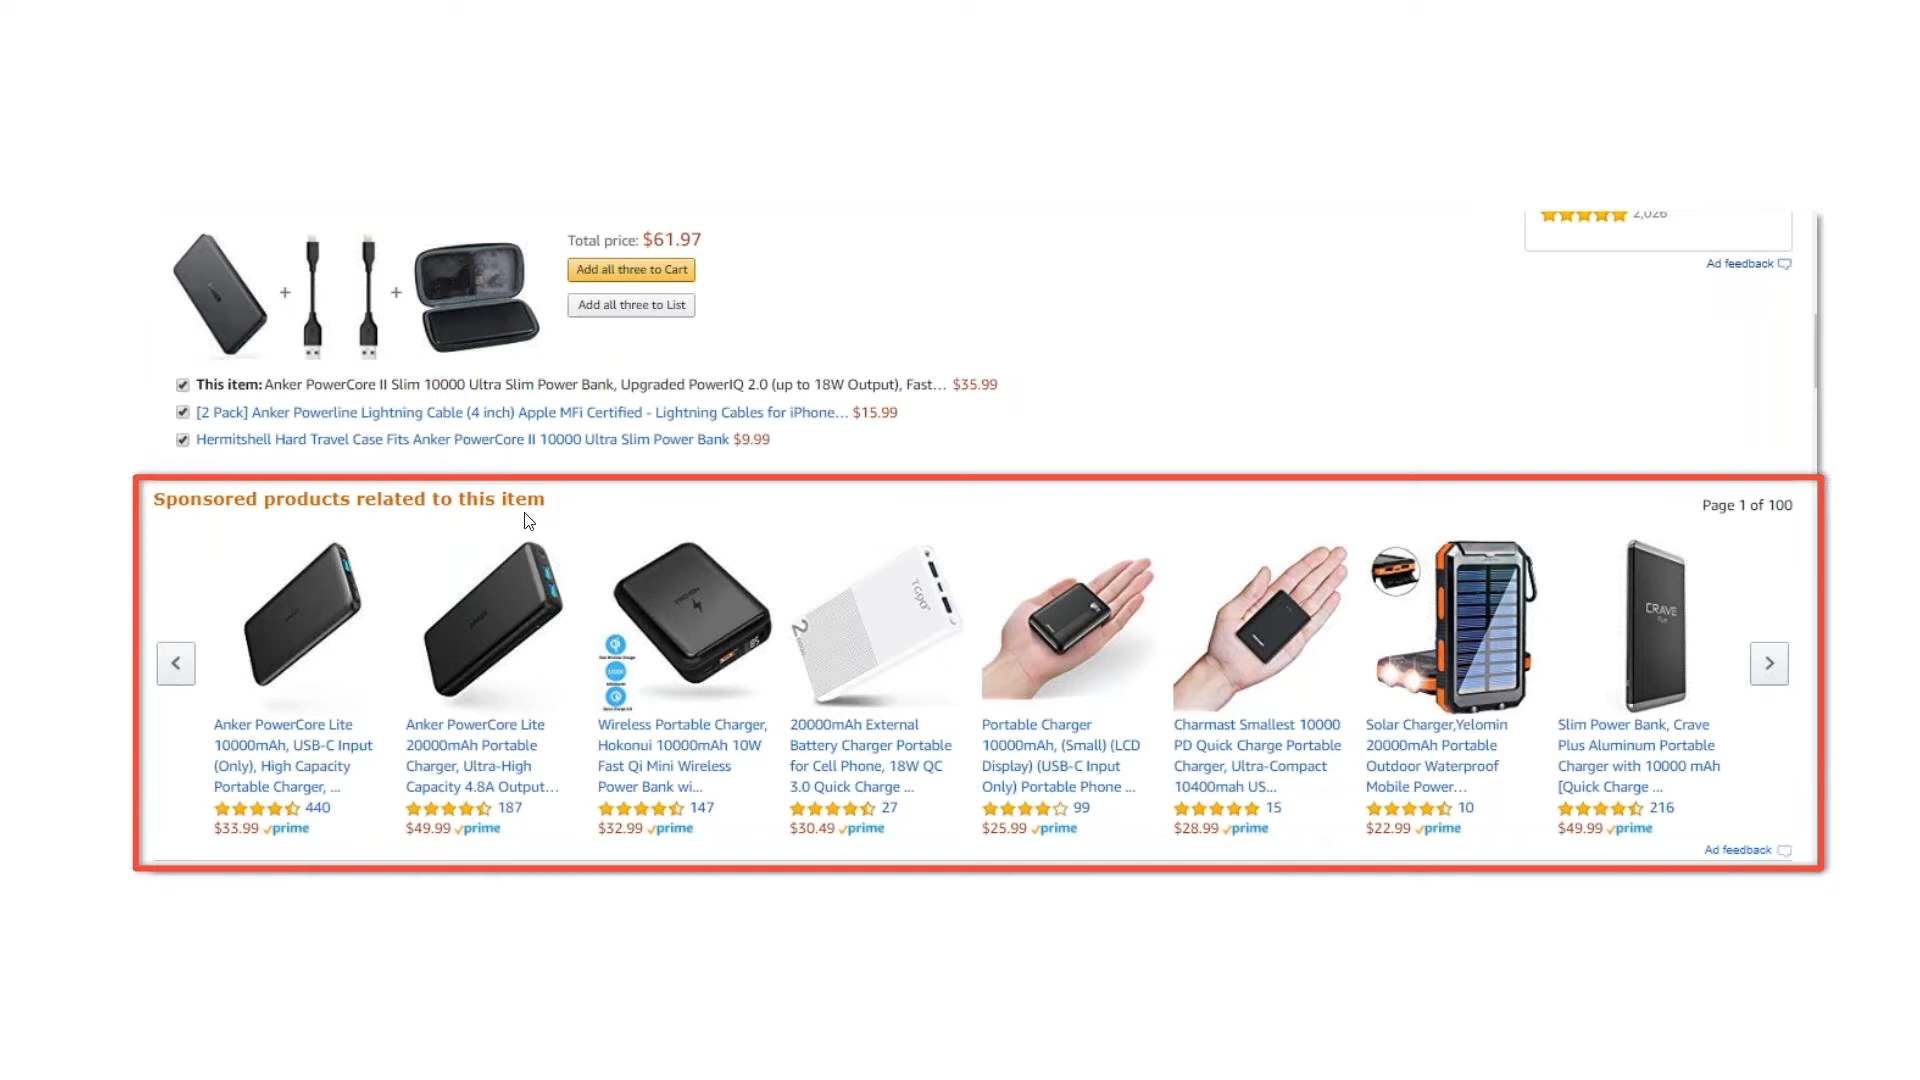 2,026
Total price: $61.97
Add all three to Cart
Ad feedback
Add all three to List
This item: Anker PowerCore II Slim 10000 Ultra Slim Power Bank, Upgraded PowerIQ 2.0 (up to 18W Output), Fast… $35.99
[2 Pack] Anker Powerline Lightning Cable (4 inch) Apple MFi Certified - Lightning Cables for iPhone… $15.99
Hermitshell Hard Travel Case Fits Anker PowerCore II 10000 Ultra Slim Power Bank $9.99
Sponsored products related to this item
Page 1 of 100
TGOO
2
CRAVE
Anker PowerCore Lite
10000mAh, USB-C Input
(Only), High Capacity
Portable Charger, ...
440
$33.99 prime
Anker PowerCore Lite
20000mAh Portable
Charger, Ultra-High
Capacity 4.8A Output…
187
$49.99 prime
Wireless Portable Charger,
Hokonui 10000mAh 10W
Fast Qi Mini Wireless
Power Bank wi...
147
$32.99 prime
20000mAh External
Battery Charger Portable
for Cell Phone, 18W QC
3.0 Quick Charge ...
27
$30.49 prime
Portable Charger
10000mAh, (Small) (LCD
Display) (USB-C Input
Only) Portable Phone ...
99
$25.99 prime
Charmast Smallest 10000
PD Quick Charge Portable
Charger, Ultra-Compact
10400mah US...
15
$28.99 prime
Solar Charger,Yelomin
20000mAh Portable
Outdoor Waterproof
Mobile Power…
10
$22.99 prime
Slim Power Bank, Crave
Plus Aluminum Portable
Charger with 10000 mAh
[Quick Charge ...
216
$49.99 prime
Ad feedback